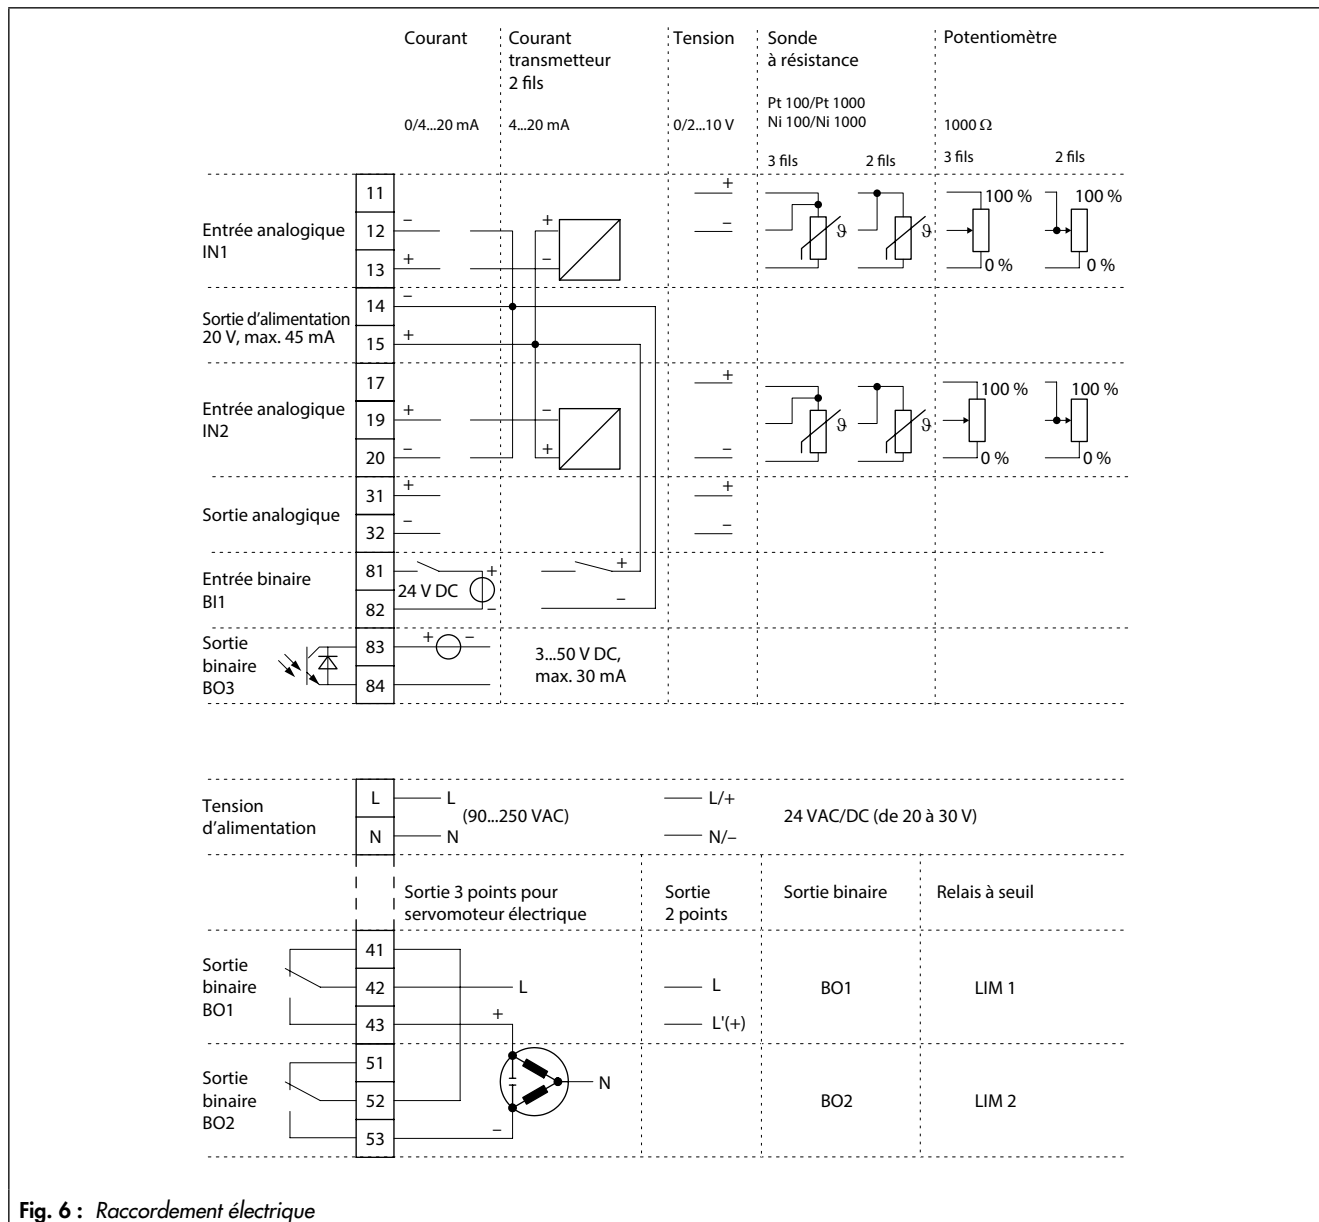 Courant
Courant
transmetteur
2 fils
Tension
Sonde
à résistance
Potentiomètre
0/4...20 mA
4...20 mA
0/2...10 V
Pt 100/Pt 1000
Ni 100/Ni 1000
1000 Ω
3 fils
2 fils
3 fils
2 fils
Entrée analogique
IN1
11
+
100 %
100 %
12
–
+
–
ϑ
ϑ
13
+
–
0 %
0 %
Sortie d'alimentation
20 V, max. 45 mA
14
–
15
+
Entrée analogique
IN2
17
+
100 %
100 %
19
+
–
ϑ
ϑ
20
–
+
–
0 %
0 %
Sortie analogique
31
+
+
32
–
–
Entrée binaire
BI1
81
24 V DC
+
+
82
–
–
Sortie
binaire
BO3
83
+
–
84
3...50 V DC,
max. 30 mA
Tension
d'alimentation
L
L
(90...250 VAC)
L/+
24 VAC/DC (de 20 à 30 V)
N
N
N/–
Sortie 3 points pour
servomoteur électrique
Sortie
2 points
Sortie binaire
Relais à seuil
Sortie
binaire
BO1
41
42
L
L
BO1
LIM 1
43
+
L'(+)
Sortie
binaire
BO2
51
N
52
BO2
LIM 2
53
–
Fig. 6 : Raccordement électrique